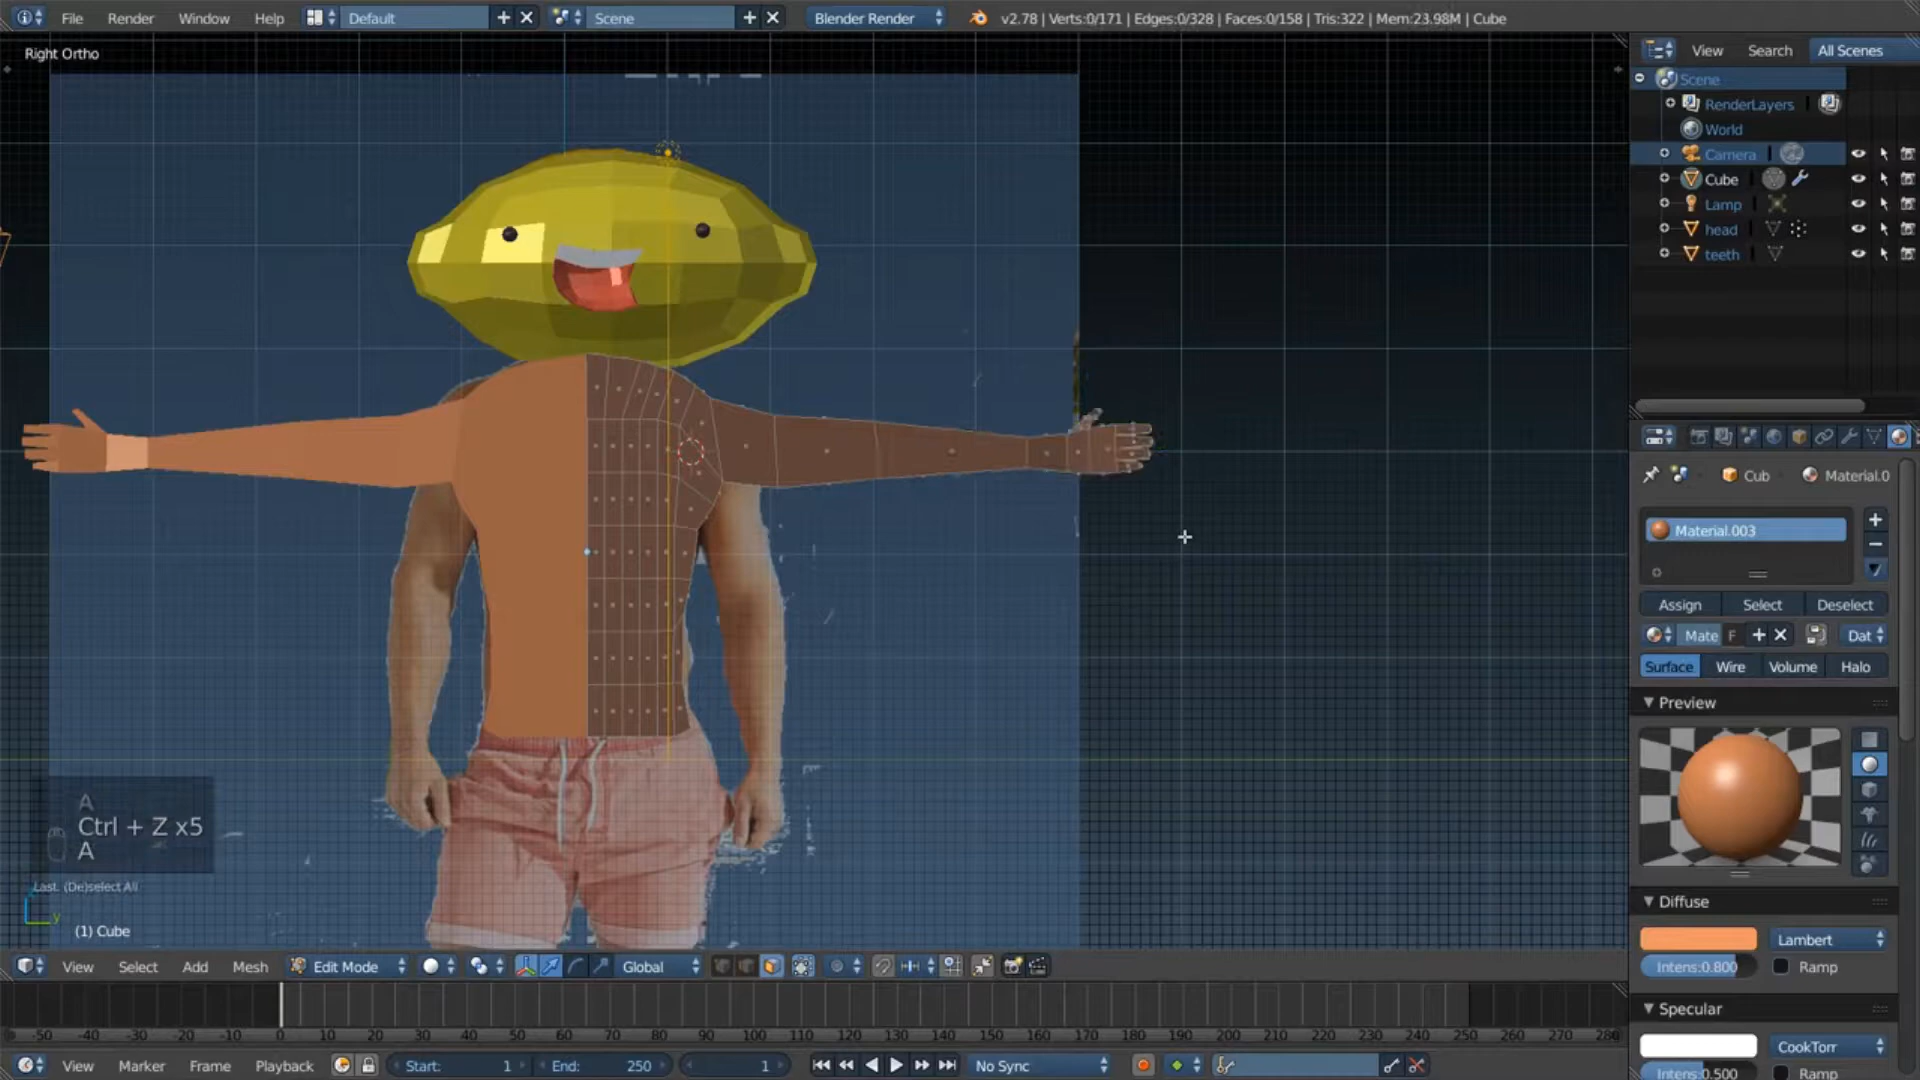 File Render Window Help Default Scene Blender Render v2.78 | Verts:0/171 | Edges:0/328 | Faces:0/158 | Tris:322 | Mem:23.98M | Cube
Right Ortho
View Search All Scenes
Scene
RenderLayers
World
Camera
Cube
Lamp
head
teeth
Cub Material.0
Material.003
Assign Select Deselect
Mate F Dat
Surface Wire Volume Halo
Preview
Diffuse
Lambert
Intens:0.800 Ramp
Specular
CookTorr
Intens:0.500 Ramp
A
Ctrl + Z x5
A
Last. (De)select All
y
(1) Cube
View Select Add Mesh Edit Mode Global
-50 -40 -30 -20 -10 0 10 20 30 40 50 60 70 80 90 100 110 120 130 140 150 160 170 180 190 200 210 220 230 240 250 260 270 280
View Marker Frame Playback Start: 1 End: 250 1 No Sync